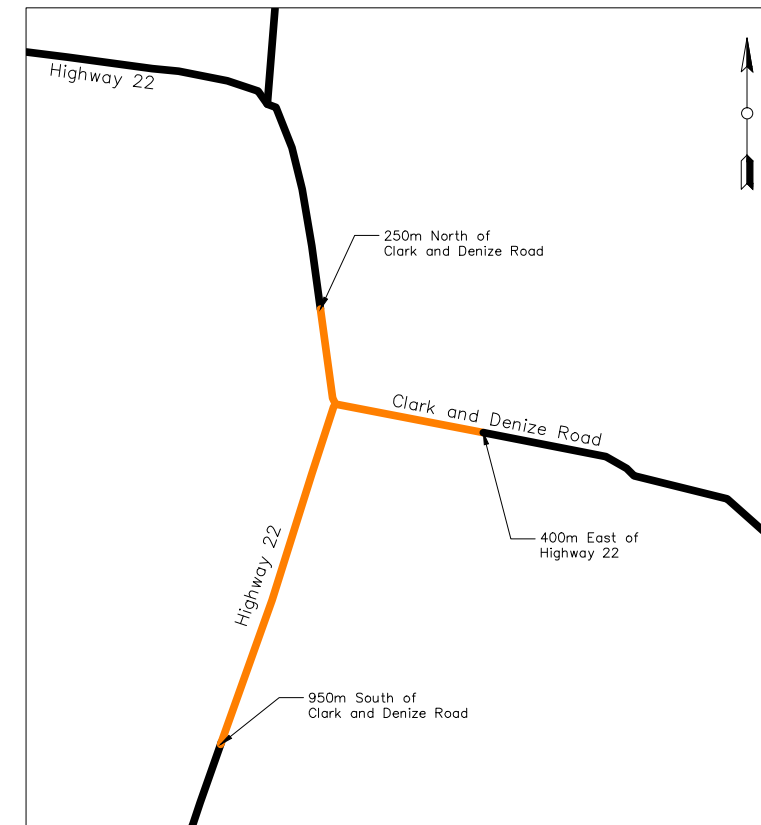 Highway 22
250m North of
Clark and Denize Road
Clark and Denize Road
400m East of
Highway 22
Highway 22
950m South of
Clark and Denize Road